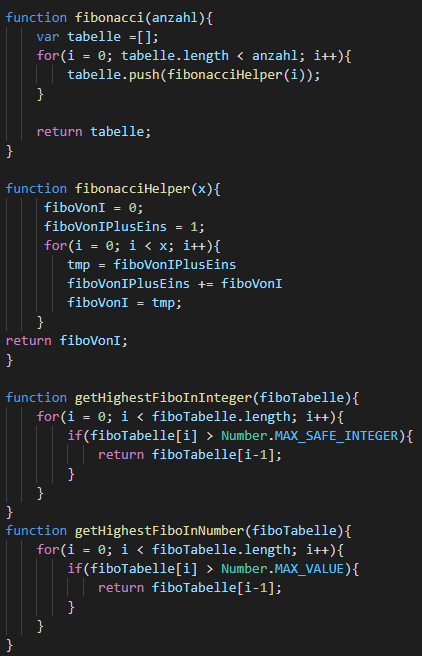 function fibonacci(anzahl){
    var tabelle =[];
    for(i = 0; tabelle.length < anzahl; i++){
        tabelle.push(fibonacciHelper(i));
    }

    return tabelle;
}

function fibonacciHelper(x){
     fiboVonI = 0;
     fiboVonIPlusEins = 1;
     for(i = 0; i < x; i++){
        tmp = fiboVonIPlusEins
        fiboVonIPlusEins += fiboVonI
        fiboVonI = tmp;
    }
return fiboVonI;
}

function getHighestFiboInInteger(fiboTabelle){
    for(i = 0; i < fiboTabelle.length; i++){
        if(fiboTabelle[i] > Number.MAX_SAFE_INTEGER){
            return fiboTabelle[i-1];
        }
    }
}
function getHighestFiboInNumber(fiboTabelle){
    for(i = 0; i < fiboTabelle.length; i++){
        if(fiboTabelle[i] > Number.MAX_VALUE){
            return fiboTabelle[i-1];
        }
    }
}